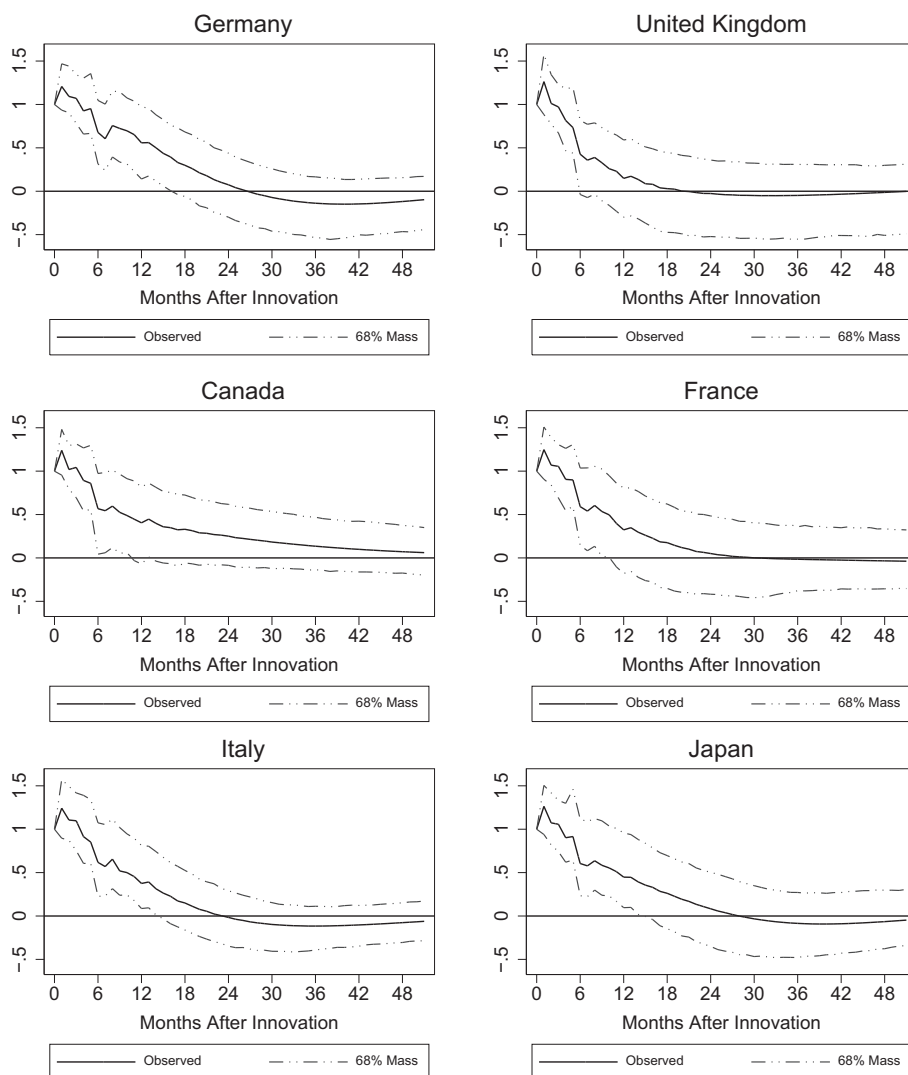 Germany
1.5
1
.5
0
-.5
0 6 12 18 24 30 36 42 48
Months After Innovation
Observed 68% Mass
United Kingdom
1.5
1
.5
0
-.5
0 6 12 18 24 30 36 42 48
Months After Innovation
Observed 68% Mass
Canada
1.5
1
.5
0
-.5
0 6 12 18 24 30 36 42 48
Months After Innovation
Observed 68% Mass
France
1.5
1
.5
0
-.5
0 6 12 18 24 30 36 42 48
Months After Innovation
Observed 68% Mass
Italy
1.5
1
.5
0
-.5
0 6 12 18 24 30 36 42 48
Months After Innovation
Observed 68% Mass
Japan
1.5
1
.5
0
-.5
0 6 12 18 24 30 36 42 48
Months After Innovation
Observed 68% Mass